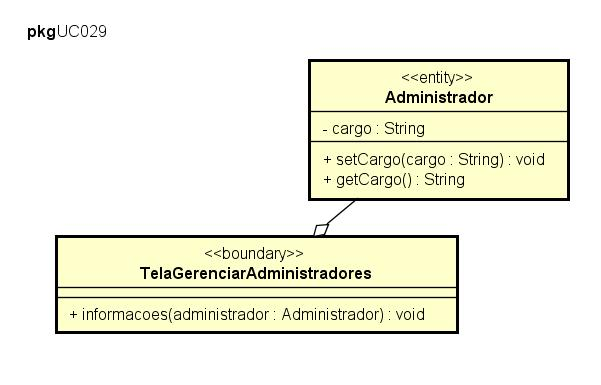 pkgUC029
<<entity>>
Administrador
- cargo : String
+ setCargo(cargo : String) : void
+ getCargo() : String
<<boundary>>
TelaGerenciarAdministradores
+ informacoes(administrador : Administrador) : void